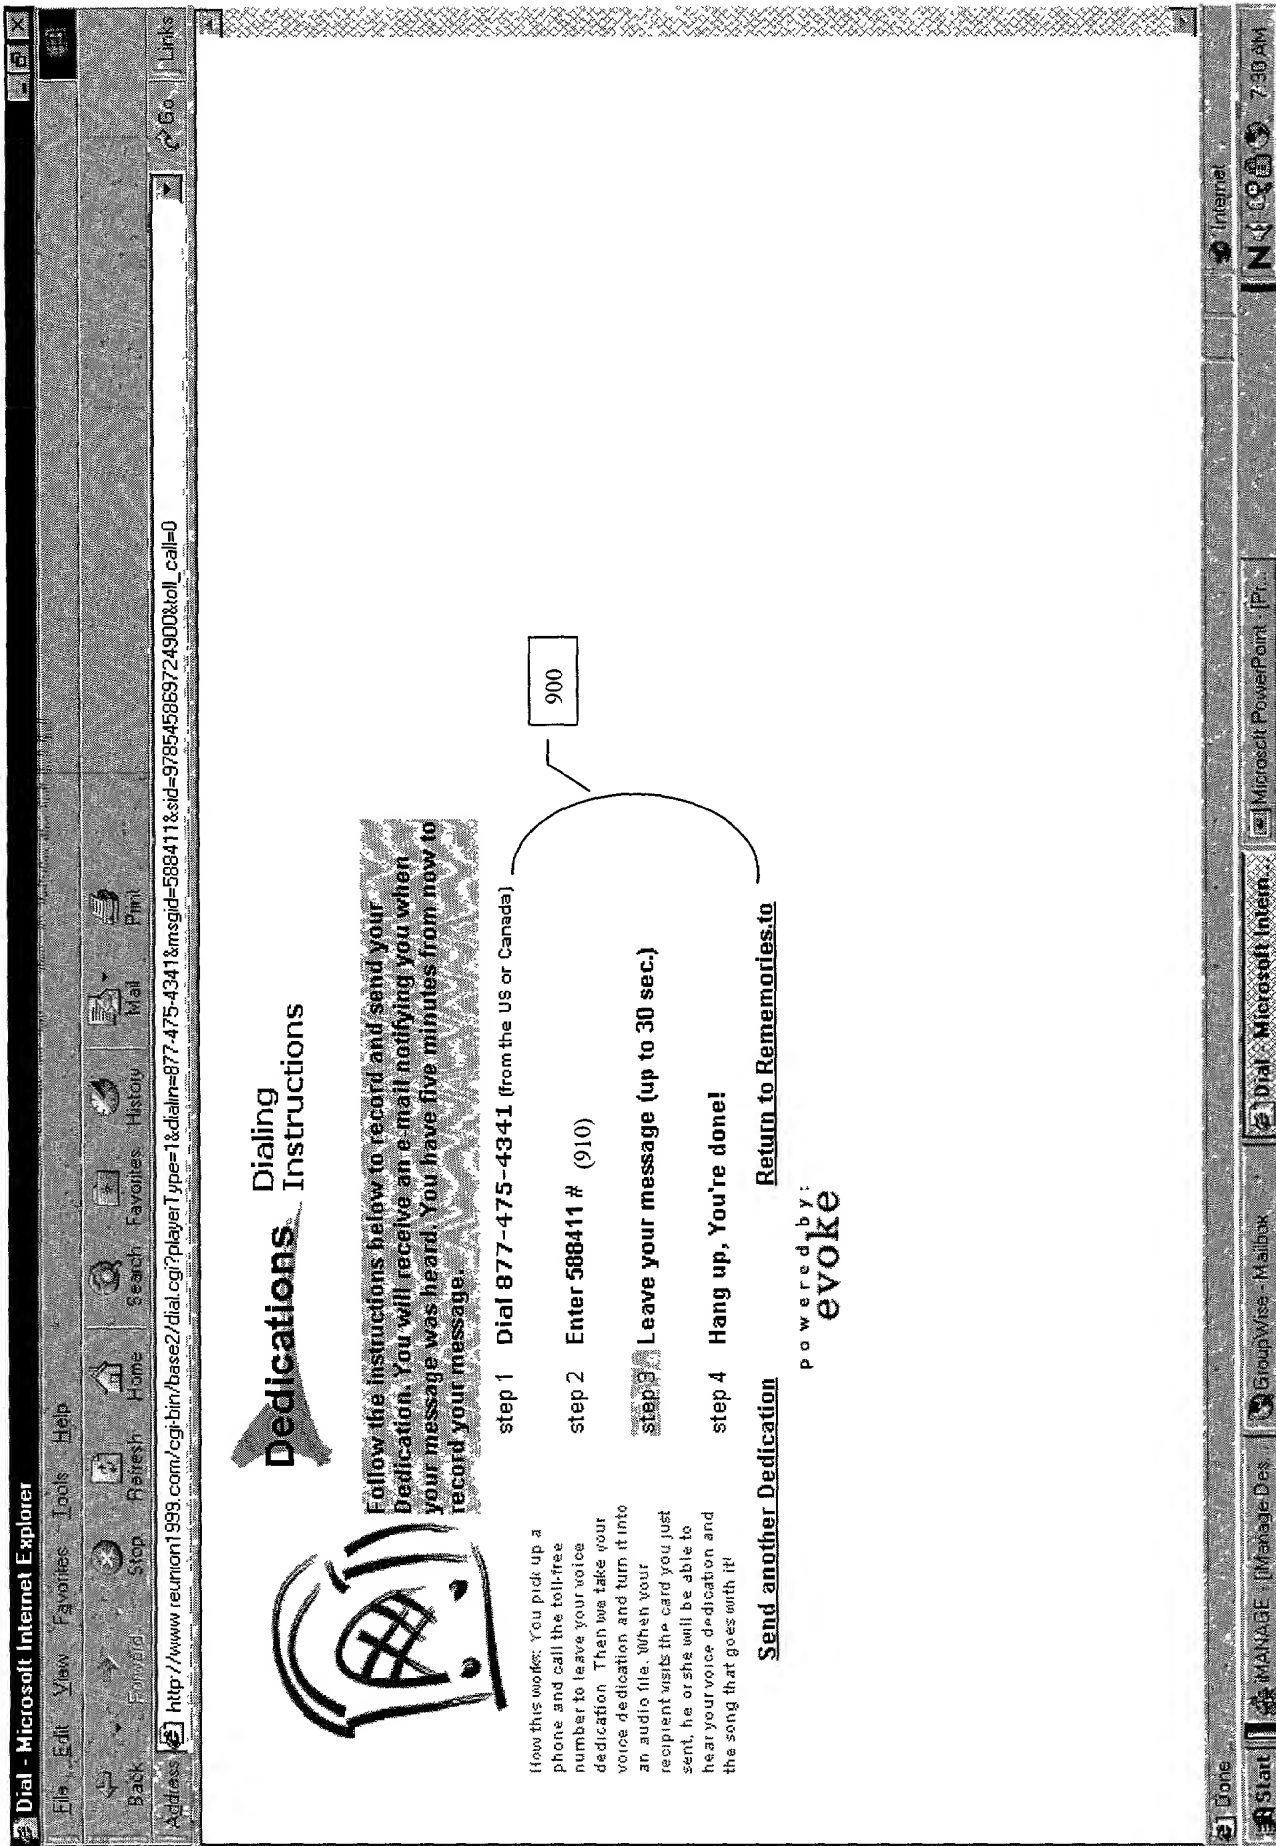 Dial - Microsoft Internet Explorer
File Edit View Favorites Tools Help
Back Forward Stop Refresh Home Search Favorites History Mail Print
Address http://www.reunion1999.com/cgi-bin/base2/dial.cgi?playerType=1&dialin=877-475-4341&msgid=588411&sid=978545869724900&toll_call=0 Go Links
Dedications
Dialing
Instructions
Follow the instructions below to record and send your
Dedication. You will receive an e-mail notifying you when
your message was heard. You have five minutes from now to
record your message.
step 1 Dial 877-475-4341 (from the US or Canada)
step 2 Enter 588411 # (910)
step 3 Leave your message (up to 30 sec.)
step 4 Hang up, You're done!
900
How this works: You pick up a
phone and call the toll-free
number to leave your voice
dedication. Then we take your
voice dedication and turn it into
an audio file. When your
recipient visits the card you just
sent, he or she will be able to
hear your voice dedication and
the song that goes with it!
Send another Dedication Return to Rememories.to
powered by:
evoke
Done Internet
Start iMANAGE - [iManage Des... GroupWise - Mailbox Dial - Microsoft Intern... Microsoft PowerPoint - [Pr... N 7:30 AM